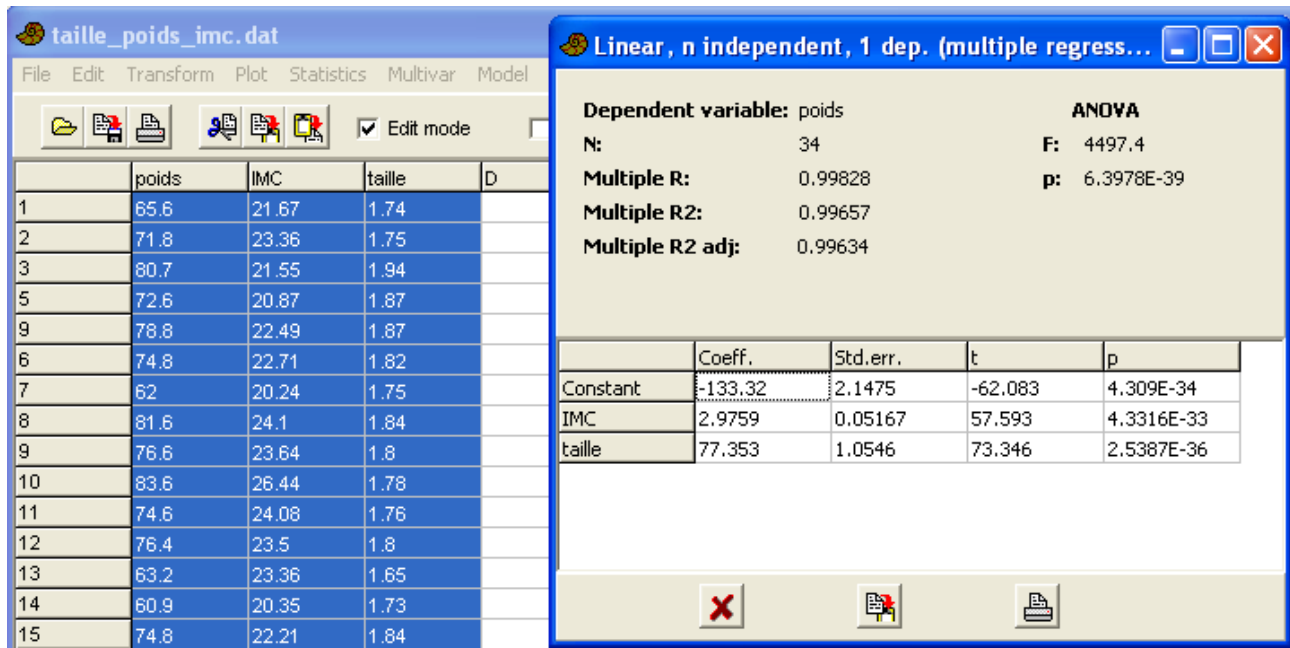 taille_poids_imc.dat
File Edit Transform Plot Statistics Multivar Model
Edit mode
poids IMC taille D
1 65.6 21.67 1.74
2 71.8 23.36 1.75
3 80.7 21.55 1.94
5 72.6 20.87 1.87
9 78.8 22.49 1.87
6 74.8 22.71 1.82
7 62 20.24 1.75
8 81.6 24.1 1.84
9 76.6 23.64 1.8
10 83.6 26.44 1.78
11 74.6 24.08 1.76
12 76.4 23.5 1.8
13 63.2 23.36 1.65
14 60.9 20.35 1.73
15 74.8 22.21 1.84
Linear, n independent, 1 dep. (multiple regress...
Dependent variable: poids ANOVA
N: 34 F: 4497.4
Multiple R: 0.99828 p: 6.3978E-39
Multiple R2: 0.99657
Multiple R2 adj: 0.99634
Coeff. Std.err. t p
Constant -133.32 2.1475 -62.083 4.309E-34
IMC 2.9759 0.05167 57.593 4.3316E-33
taille 77.353 1.0546 73.346 2.5387E-36